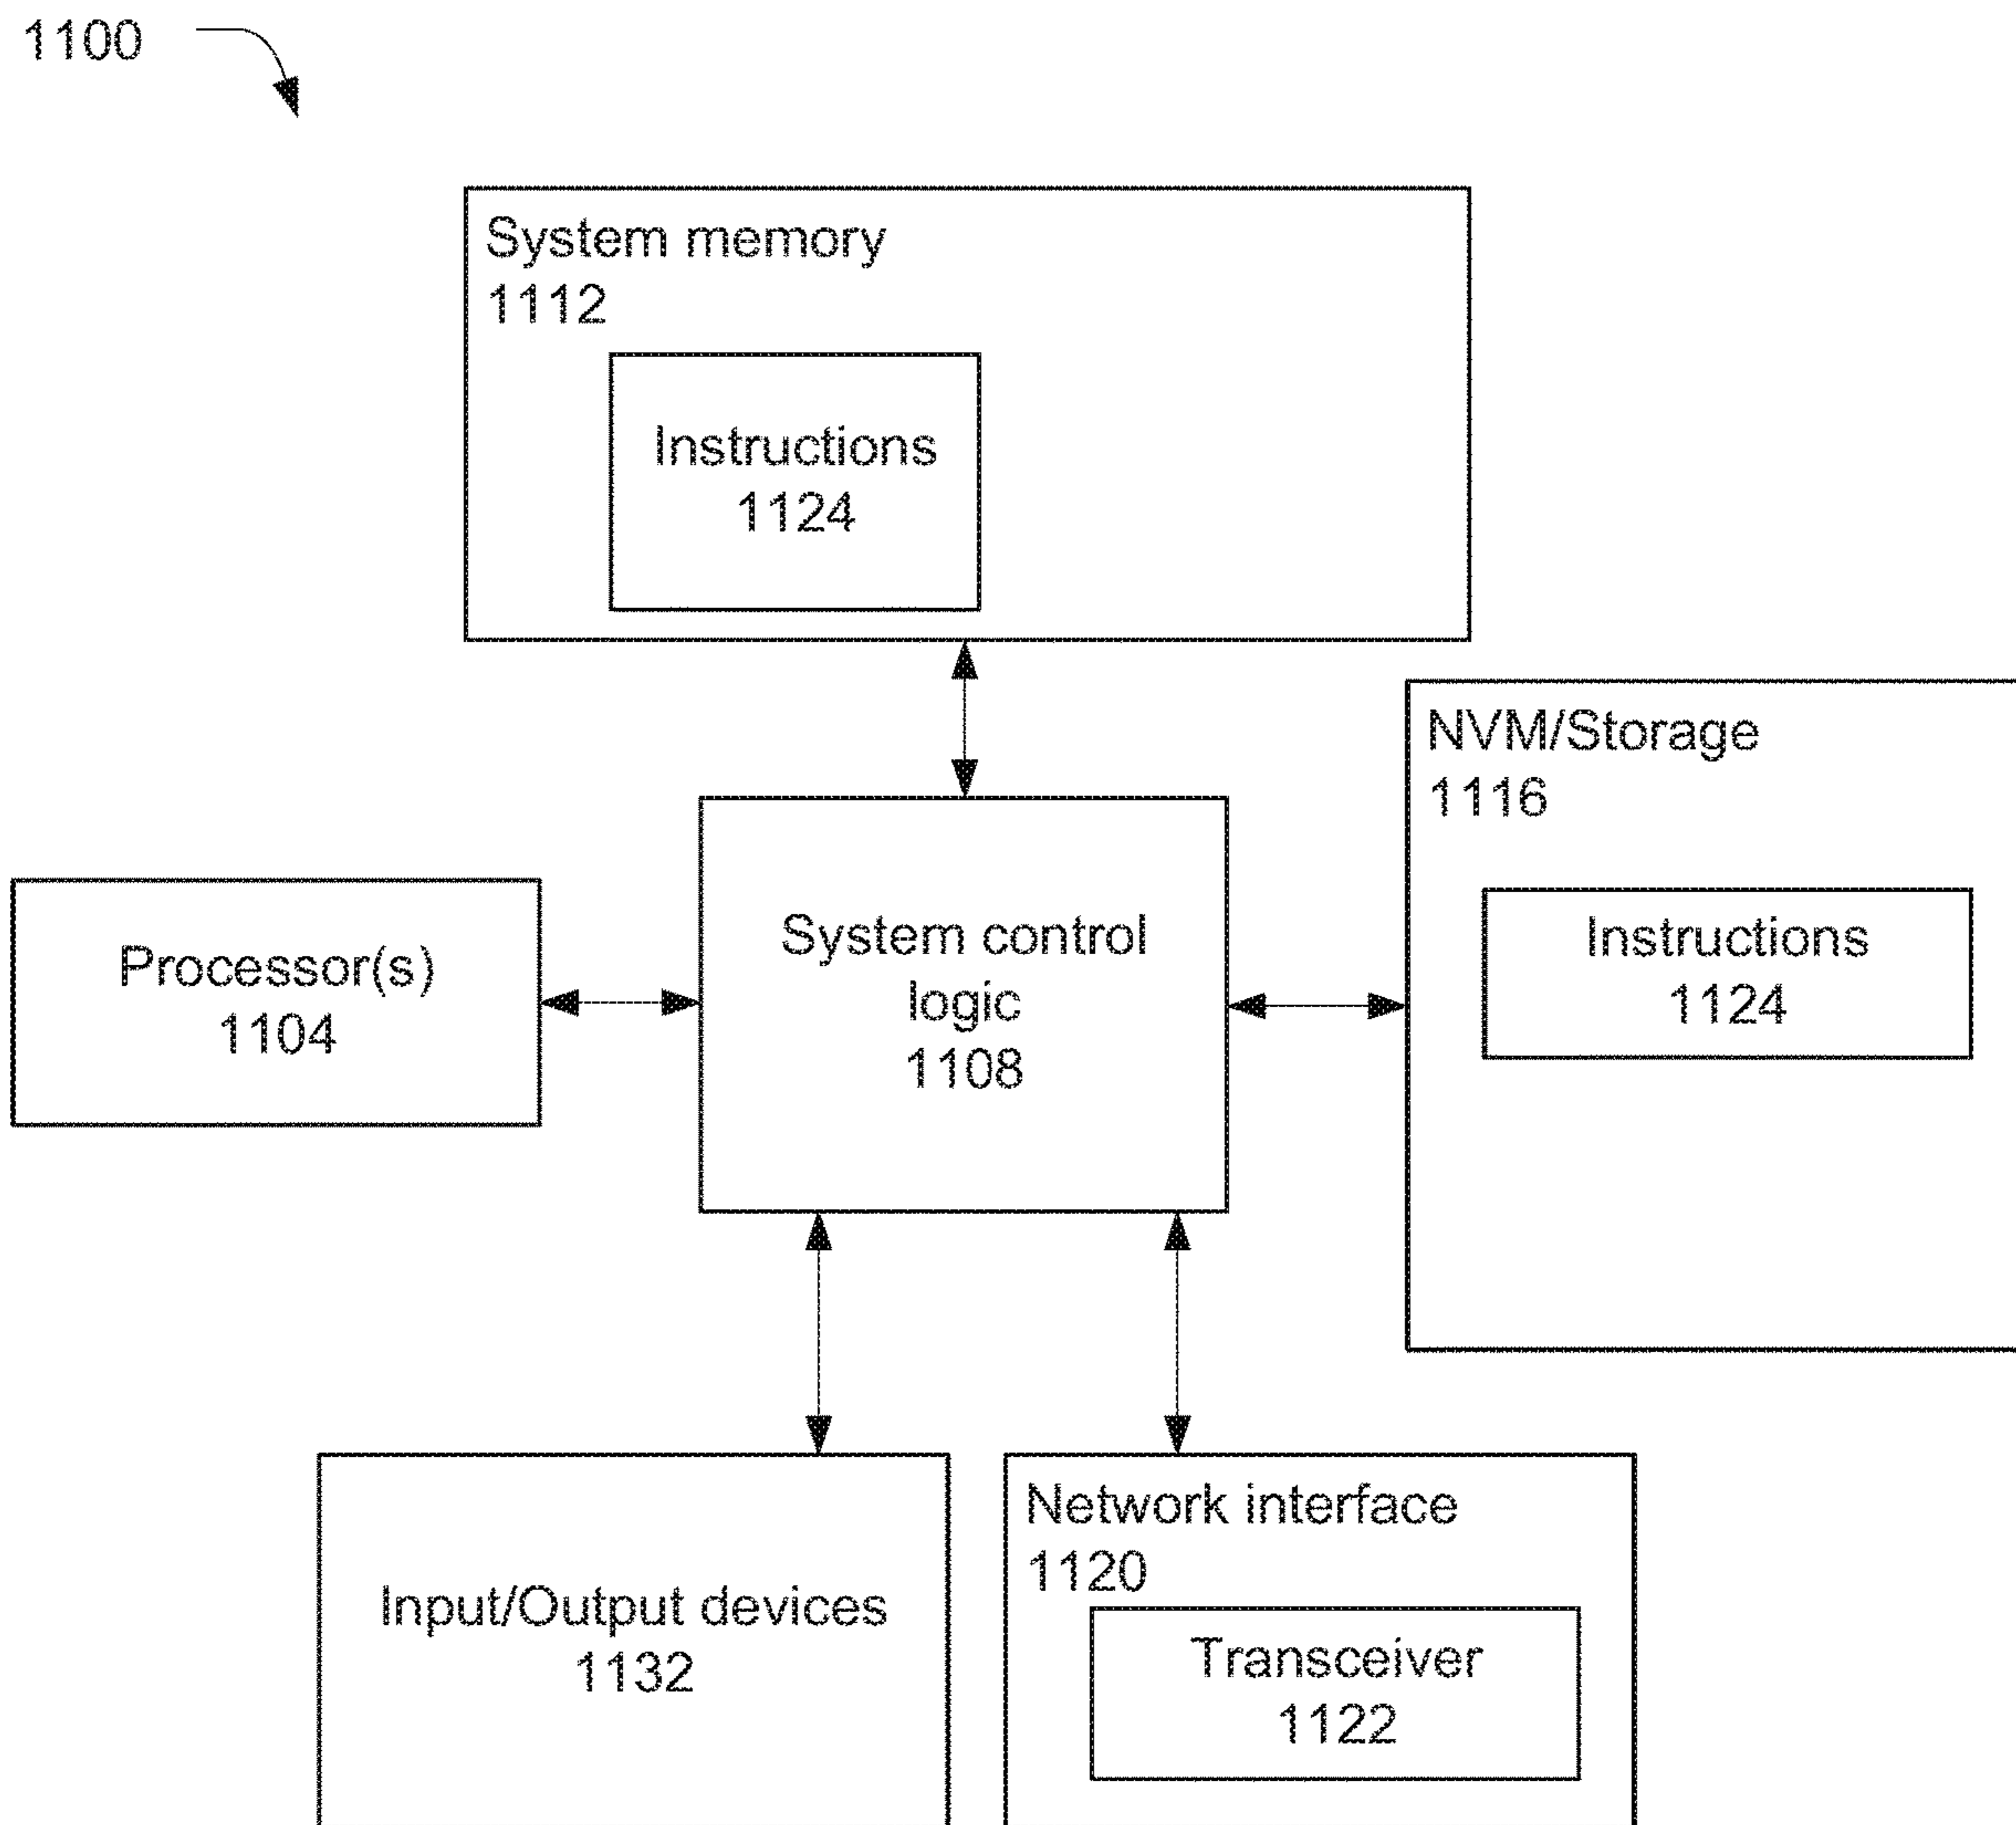 1100
System memory
1112
Instructions
1124
NVM/Storage
1116
Instructions
1124
Processor(s)
1104
System control
logic
1108
Input/Output devices
1132
Network interface
1120
Transceiver
1122